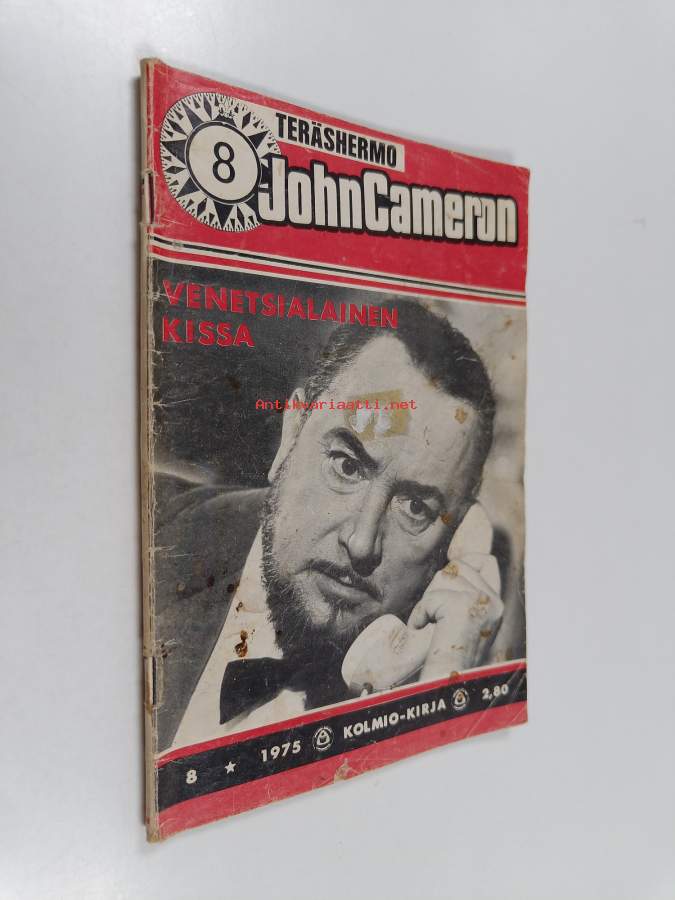 TERÄSHERMO
8
JohnCameron
VENETSIALAINEN
KISSA
Antikvariaatti.net
8 ★ 1975 KOLMIO-KIRJA 2,80